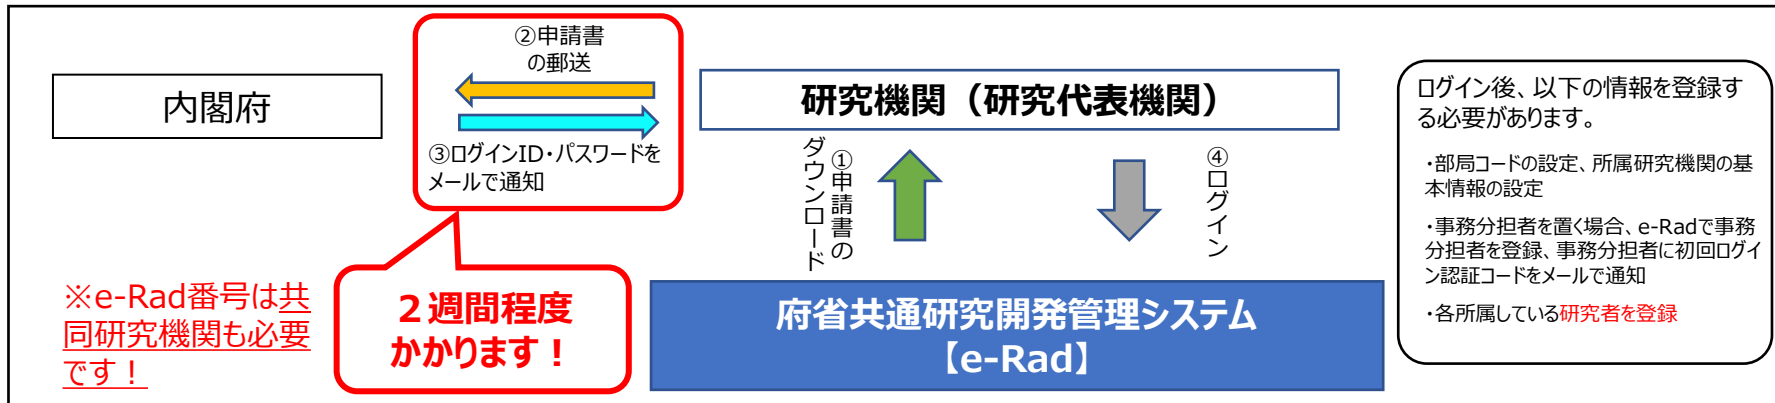 内閣府
②申請書
の郵送
③ログインID・パスワードを
メールで通知
研究機関（研究代表機関）
①申請書の
ダウンロード
④ログイン
２週間程度
かかります！
※e-Rad番号は共
同研究機関も必要
です！
府省共通研究開発管理システム
【e-Rad】
ログイン後、以下の情報を登録す
る必要があります。
・部局コードの設定、所属研究機関の基
本情報の設定
・事務分担者を置く場合、e-Radで事務
分担者を登録、事務分担者に初回ログイ
ン認証コードをメールで通知
・各所属している研究者を登録